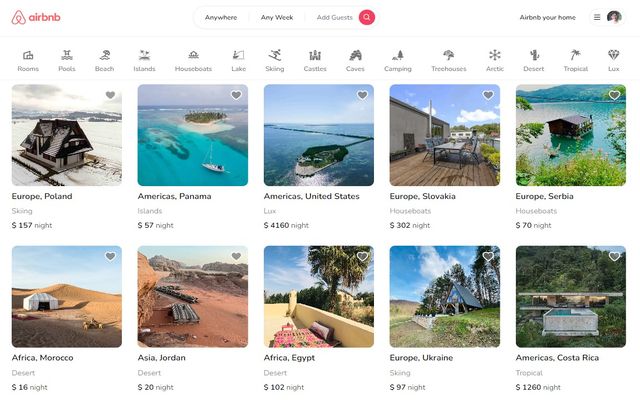 airbnb
Anywhere
Any Week
Add Guests
Airbnb your home
Rooms
Pools
Beach
Islands
Houseboats
Lake
Skiing
Castles
Caves
Camping
Treehouses
Arctic
Desert
Tropical
Lux
Europe, Poland
Skiing
$ 157 night
Americas, Panama
Islands
$ 57 night
Americas, United States
Lux
$ 4160 night
Europe, Slovakia
Houseboats
$ 302 night
Europe, Serbia
Houseboats
$ 70 night
Africa, Morocco
Desert
$ 16 night
Asia, Jordan
Desert
$ 20 night
Africa, Egypt
Desert
$ 102 night
Europe, Ukraine
Skiing
$ 97 night
Americas, Costa Rica
Tropical
$ 1260 night